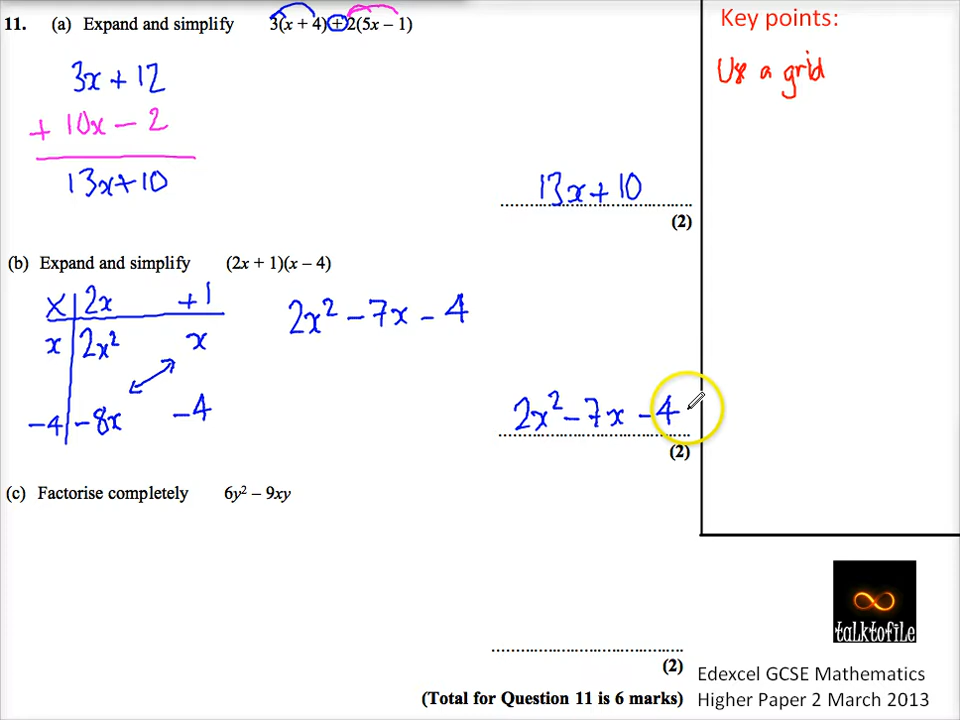 11. (a) Expand and simplify 3(x + 4) + 2(5x – 1)
3x + 12
+ 10x – 2
13x+10
13x+10
(2)
(b) Expand and simplify (2x + 1)(x – 4)
x 2x +1
x 2x² x
–4 –8x –4
2x² – 7x – 4
2x² – 7x – 4
(2)
(c) Factorise completely 6y² – 9xy
(2)
(Total for Question 11 is 6 marks)
Key points:
Use a grid
talktofile
Edexcel GCSE Mathematics
Higher Paper 2 March 2013